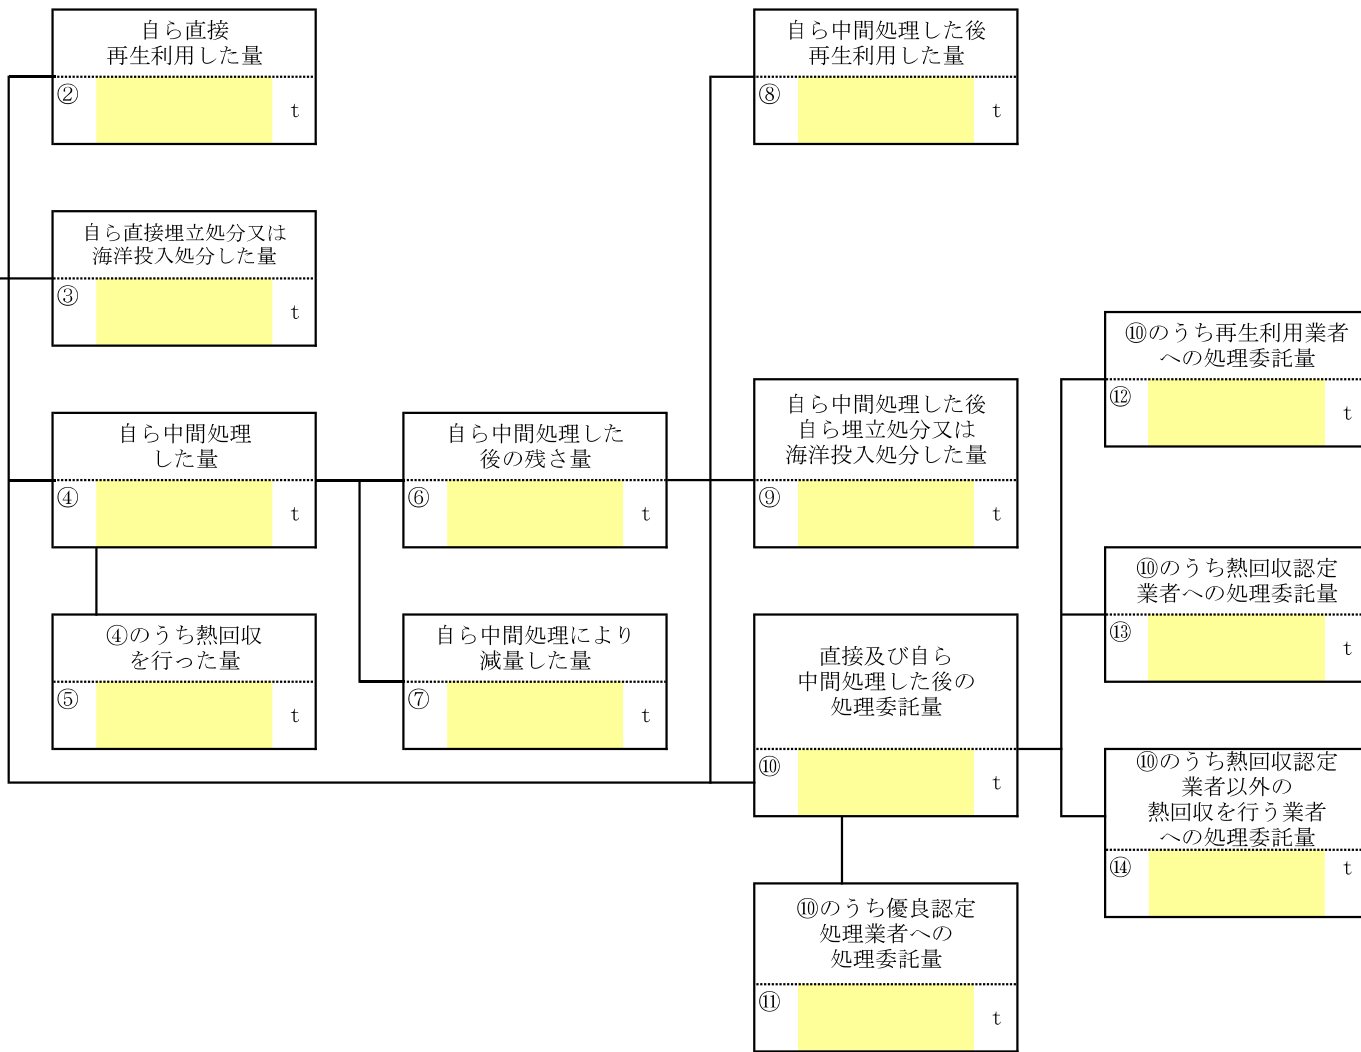 自ら直接
再生利用した量
②
t
自ら直接埋立処分又は
海洋投入処分した量
③
t
自ら中間処理
した量
④
t
④のうち熱回収
を行った量
⑤
t
自ら中間処理した
後の残さ量
⑥
t
自ら中間処理により
減量した量
⑦
t
自ら中間処理した後
再生利用した量
⑧
t
自ら中間処理した後
自ら埋立処分又は
海洋投入処分した量
⑨
t
直接及び自ら
中間処理した後の
処理委託量
⑩
t
⑩のうち優良認定
処理業者への
処理委託量
⑪
t
⑩のうち再生利用業者
への処理委託量
⑫
t
⑩のうち熱回収認定
業者への処理委託量
⑬
t
⑩のうち熱回収認定
業者以外の
熱回収を行う業者
への処理委託量
⑭
t